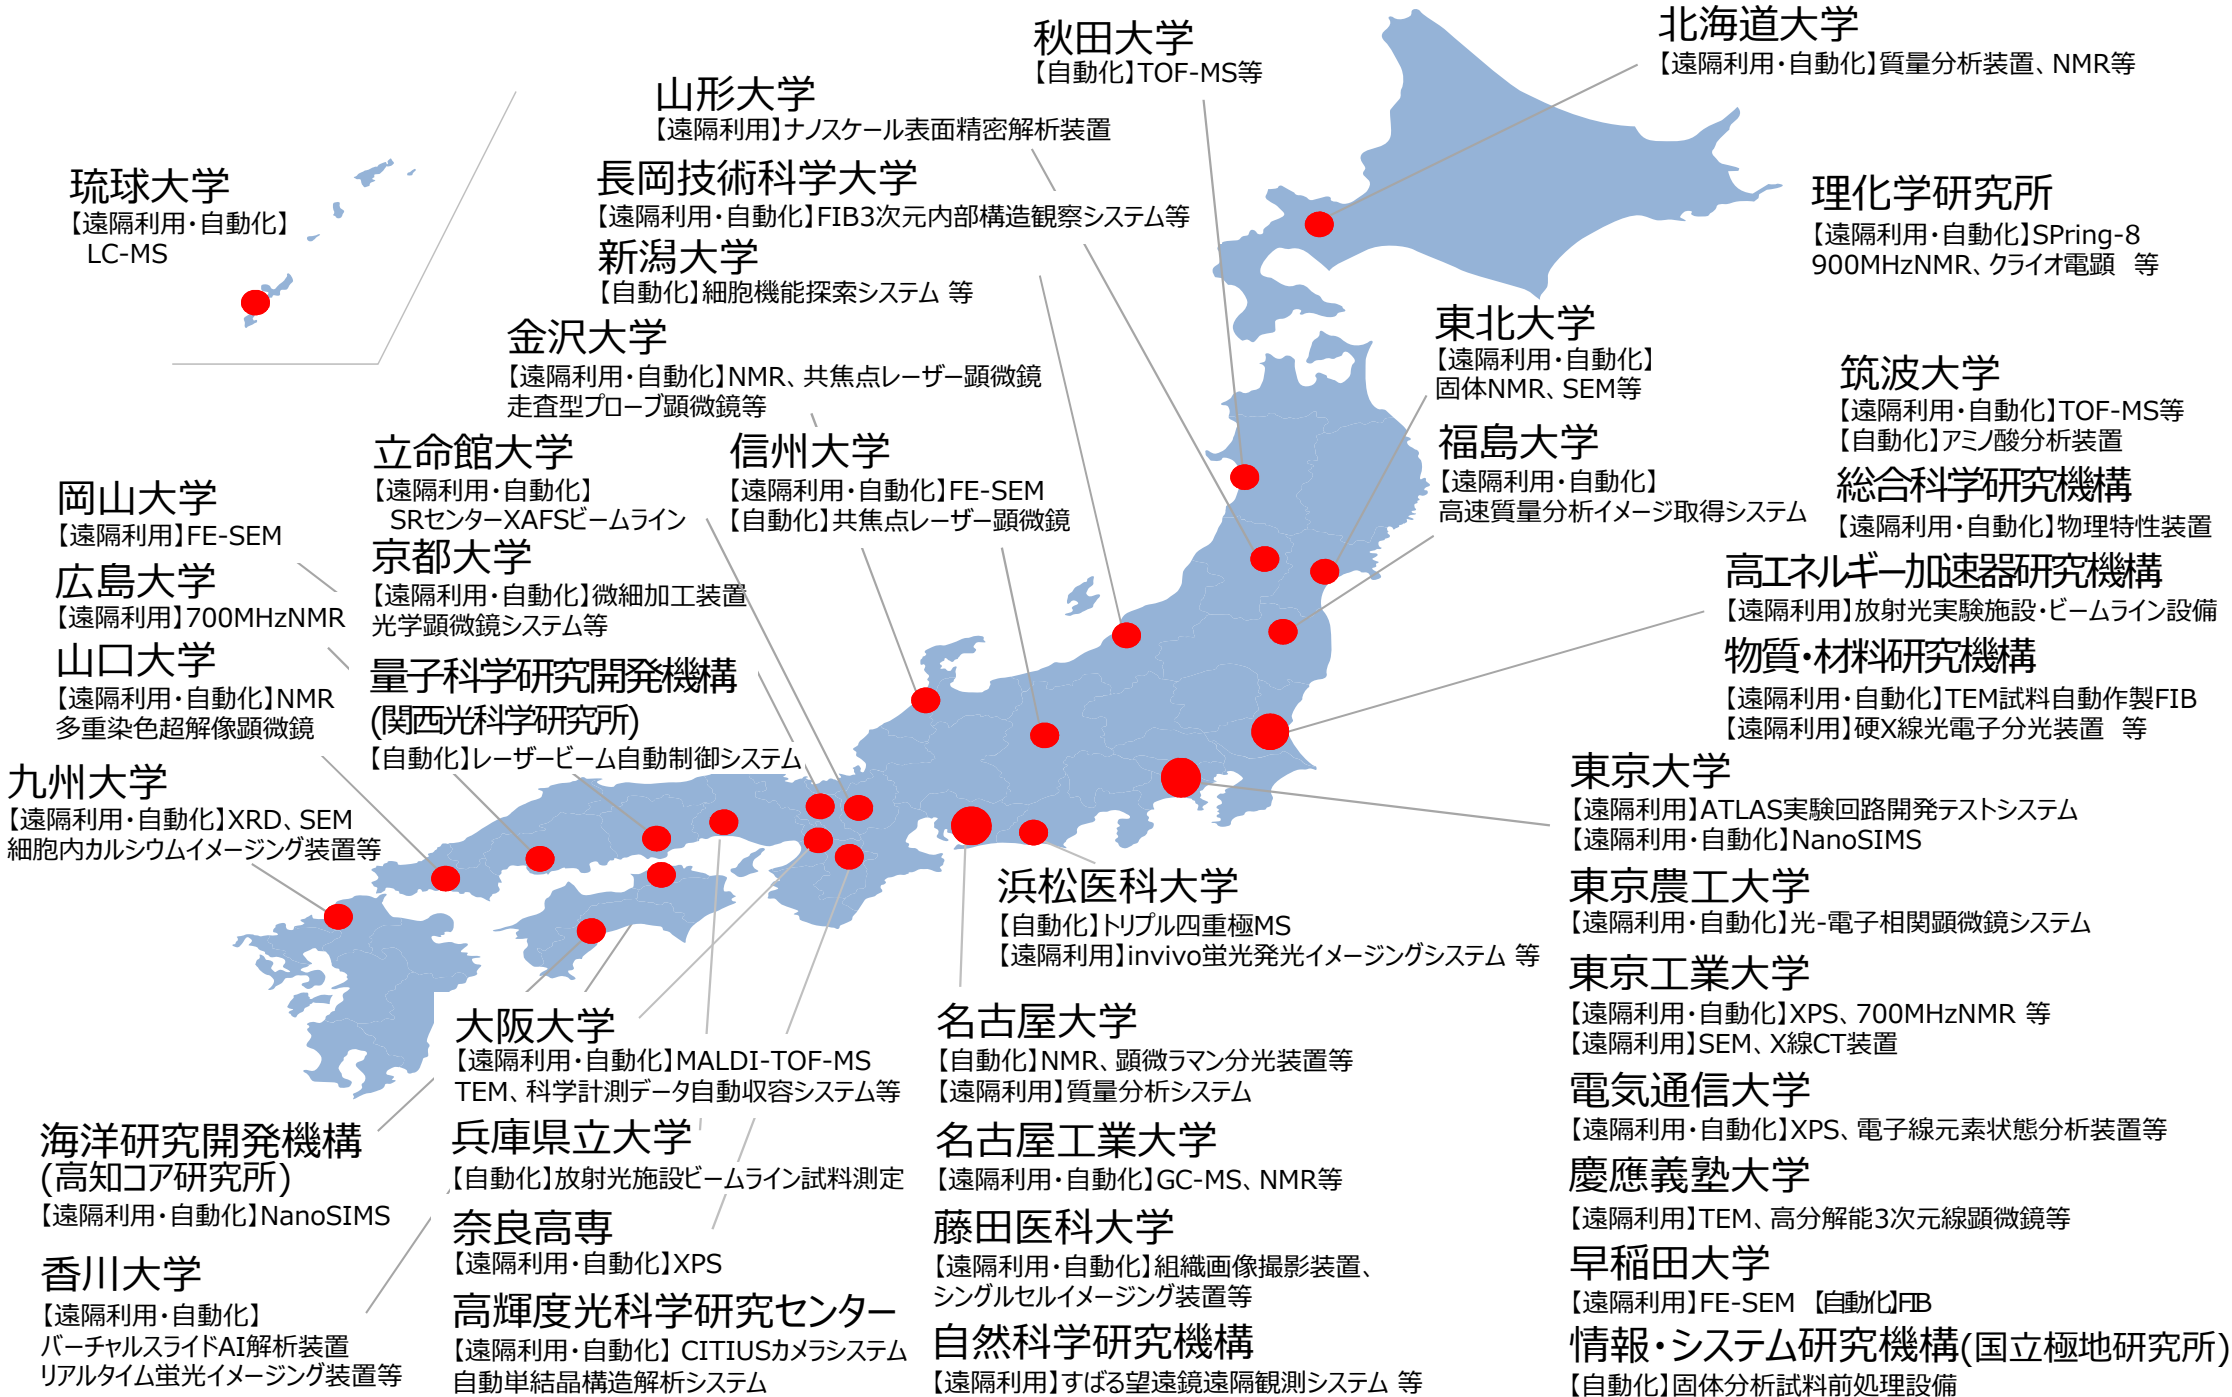 秋田大学
【自動化】TOF-MS等
北海道大学
【遠隔利用・自動化】質量分析装置、NMR等
山形大学
【遠隔利用】ナノスケール表面精密解析装置
長岡技術科学大学
【遠隔利用・自動化】FIB3次元内部構造観察システム等
新潟大学
【自動化】細胞機能探索システム 等
琉球大学
【遠隔利用・自動化】
LC-MS
理化学研究所
【遠隔利用・自動化】SPring-8
900MHzNMR、クライオ電顕 等
金沢大学
【遠隔利用・自動化】NMR、共焦点レーザー顕微鏡
走査型プローブ顕微鏡等
東北大学
【遠隔利用・自動化】
固体NMR、SEM等
筑波大学
【遠隔利用・自動化】TOF-MS等
【自動化】アミノ酸分析装置
立命館大学
【遠隔利用・自動化】
SRセンターXAFSビームライン
信州大学
【遠隔利用・自動化】FE-SEM
【自動化】共焦点レーザー顕微鏡
福島大学
【遠隔利用・自動化】
高速質量分析イメージ取得システム
総合科学研究機構
【遠隔利用・自動化】物理特性装置
岡山大学
【遠隔利用】FE-SEM
広島大学
【遠隔利用】700MHzNMR
山口大学
【遠隔利用・自動化】NMR
多重染色超解像顕微鏡
京都大学
【遠隔利用・自動化】微細加工装置
光学顕微鏡システム等
量子科学研究開発機構
(関西光科学研究所)
【自動化】レーザービーム自動制御システム
高エネルギー加速器研究機構
【遠隔利用】放射光実験施設・ビームライン設備
物質・材料研究機構
【遠隔利用・自動化】TEM試料自動作製FIB
【遠隔利用】硬X線光電子分光装置 等
九州大学
【遠隔利用・自動化】XRD、SEM
細胞内カルシウムイメージング装置等
東京大学
【遠隔利用】ATLAS実験回路開発テストシステム
【遠隔利用・自動化】NanoSIMS
東京農工大学
【遠隔利用・自動化】光-電子相関顕微鏡システム
東京工業大学
【遠隔利用・自動化】XPS、700MHzNMR 等
【遠隔利用】SEM、X線CT装置
電気通信大学
【遠隔利用・自動化】XPS、電子線元素状態分析装置等
慶應義塾大学
【遠隔利用】TEM、高分解能3次元線顕微鏡等
早稲田大学
【遠隔利用】FE-SEM 【自動化】FIB
情報・システム研究機構(国立極地研究所)
【自動化】固体分析試料前処理設備
浜松医科大学
【自動化】トリプル四重極MS
【遠隔利用】invivo蛍光発光イメージングシステム 等
名古屋大学
【自動化】NMR、顕微ラマン分光装置等
【遠隔利用】質量分析システム
名古屋工業大学
【遠隔利用・自動化】GC-MS、NMR等
藤田医科大学
【遠隔利用・自動化】組織画像撮影装置、
シングルセルイメージング装置等
自然科学研究機構
【遠隔利用】すばる望遠鏡遠隔観測システム 等
大阪大学
【遠隔利用・自動化】MALDI-TOF-MS
TEM、科学計測データ自動収容システム等
兵庫県立大学
【自動化】放射光施設ビームライン試料測定
奈良高専
【遠隔利用・自動化】XPS
高輝度光科学研究センター
【遠隔利用・自動化】CITIUSカメラシステム
自動単結晶構造解析システム
海洋研究開発機構
(高知コア研究所)
【遠隔利用・自動化】NanoSIMS
香川大学
【遠隔利用・自動化】
バーチャルスライドAI解析装置
リアルタイム蛍光イメージング装置等